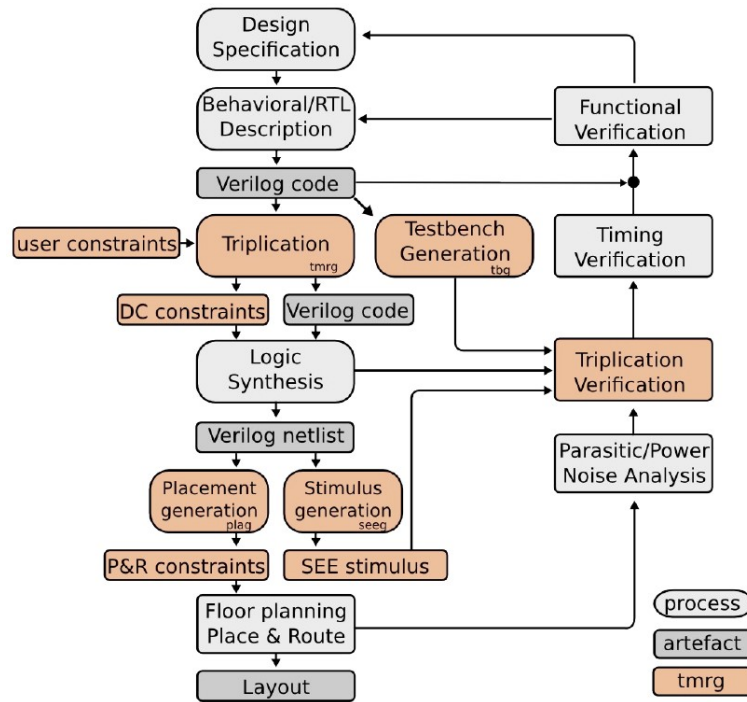 Design
Specification
Behavioral/RTL
Description
Functional
Verification
Verilog code
user constraints
Triplication
tmrg
Testbench
Generation
tbg
Timing
Verification
DC constraints
Verilog code
Logic
Synthesis
Triplication
Verification
Verilog netlist
Parasitic/Power
Noise Analysis
Placement
generation
plag
Stimulus
generation
seeg
P&R constraints
SEE stimulus
Floor planning
Place & Route
Layout
process
artefact
tmrg